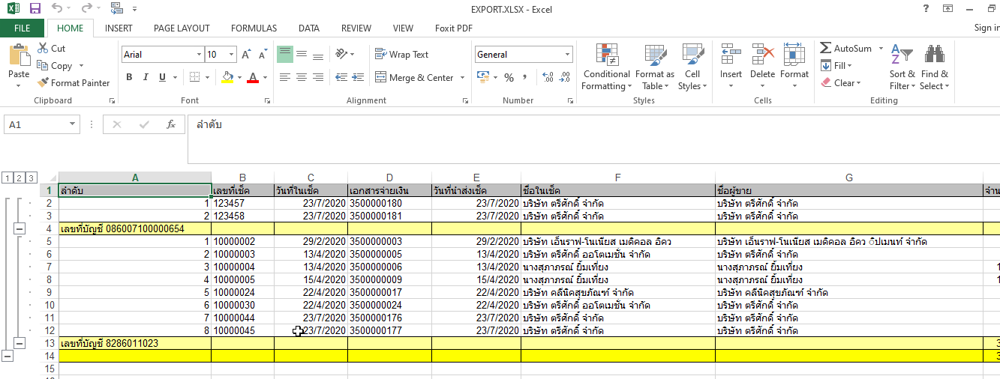 EXPORT.XLSX - Excel
?
FILE HOME INSERT PAGE LAYOUT FORMULAS DATA REVIEW VIEW Foxit PDF Sign in
Paste Cut Copy Format Painter Clipboard
Arial 10 A A B I U A Font
Wrap Text Merge & Center Alignment
General % , .00 .0 Number
Conditional Formatting Format as Table Cell Styles Styles
Insert Delete Format Cells
AutoSum Fill Clear Sort & Filter Find & Select Editing
A1 fx ลำดับ
1 2 3 A B C D E F G
1 ลำดับ เลขที่เช็ค วันที่ในเช็ค เอกสารจ่ายเงิน วันที่นำส่งเช็ค ชื่อในเช็ค ชื่อผู้ขาย จำน
2 1 123457 23/7/2020 3500000180 23/7/2020 บริษัท ตรีศักดิ์ จำกัด บริษัท ตรีศักดิ์ จำกัด
3 2 123458 23/7/2020 3500000181 23/7/2020 บริษัท ตรีศักดิ์ จำกัด บริษัท ตรีศักดิ์ จำกัด
4 เลขที่บัญชี 086007100000654
5 1 10000002 29/2/2020 3500000003 29/2/2020 บริษัท เอ็นราฟ-โนเนียส เมดิคอล อิคว บริษัท เอ็นราฟ-โนเนียส เมดิคอล อิคว ิปเมนท์ จำกัด
6 2 10000003 13/4/2020 3500000005 13/4/2020 บริษัท ตรีศักดิ์ ออโตเมชั่น จำกัด บริษัท ตรีศักดิ์ จำกัด
7 3 10000004 13/4/2020 3500000006 13/4/2020 นางสุภาภรณ์ ยิ้มเที่ยง นางสุภาภรณ์ ยิ้มเที่ยง 1
8 4 10000005 15/4/2020 3500000009 15/4/2020 นางสุภาภรณ์ ยิ้มเที่ยง นางสุภาภรณ์ ยิ้มเที่ยง 1
9 5 10000024 22/4/2020 3500000017 22/4/2020 บริษัท คลีนิคสุขภัณฑ์ จำกัด บริษัท คลีนิคสุขภัณฑ์ จำกัด
10 6 10000030 22/4/2020 3500000024 22/4/2020 บริษัท ตรีศักดิ์ ออโตเมชั่น จำกัด บริษัท ตรีศักดิ์ จำกัด
11 7 10000044 23/7/2020 3500000176 23/7/2020 บริษัท ตรีศักดิ์ จำกัด บริษัท ตรีศักดิ์ จำกัด
12 8 10000045 23/7/2020 3500000177 23/7/2020 บริษัท ตรีศักดิ์ จำกัด บริษัท ตรีศักดิ์ จำกัด
13 เลขที่บัญชี 8286011023 3
14 3
15